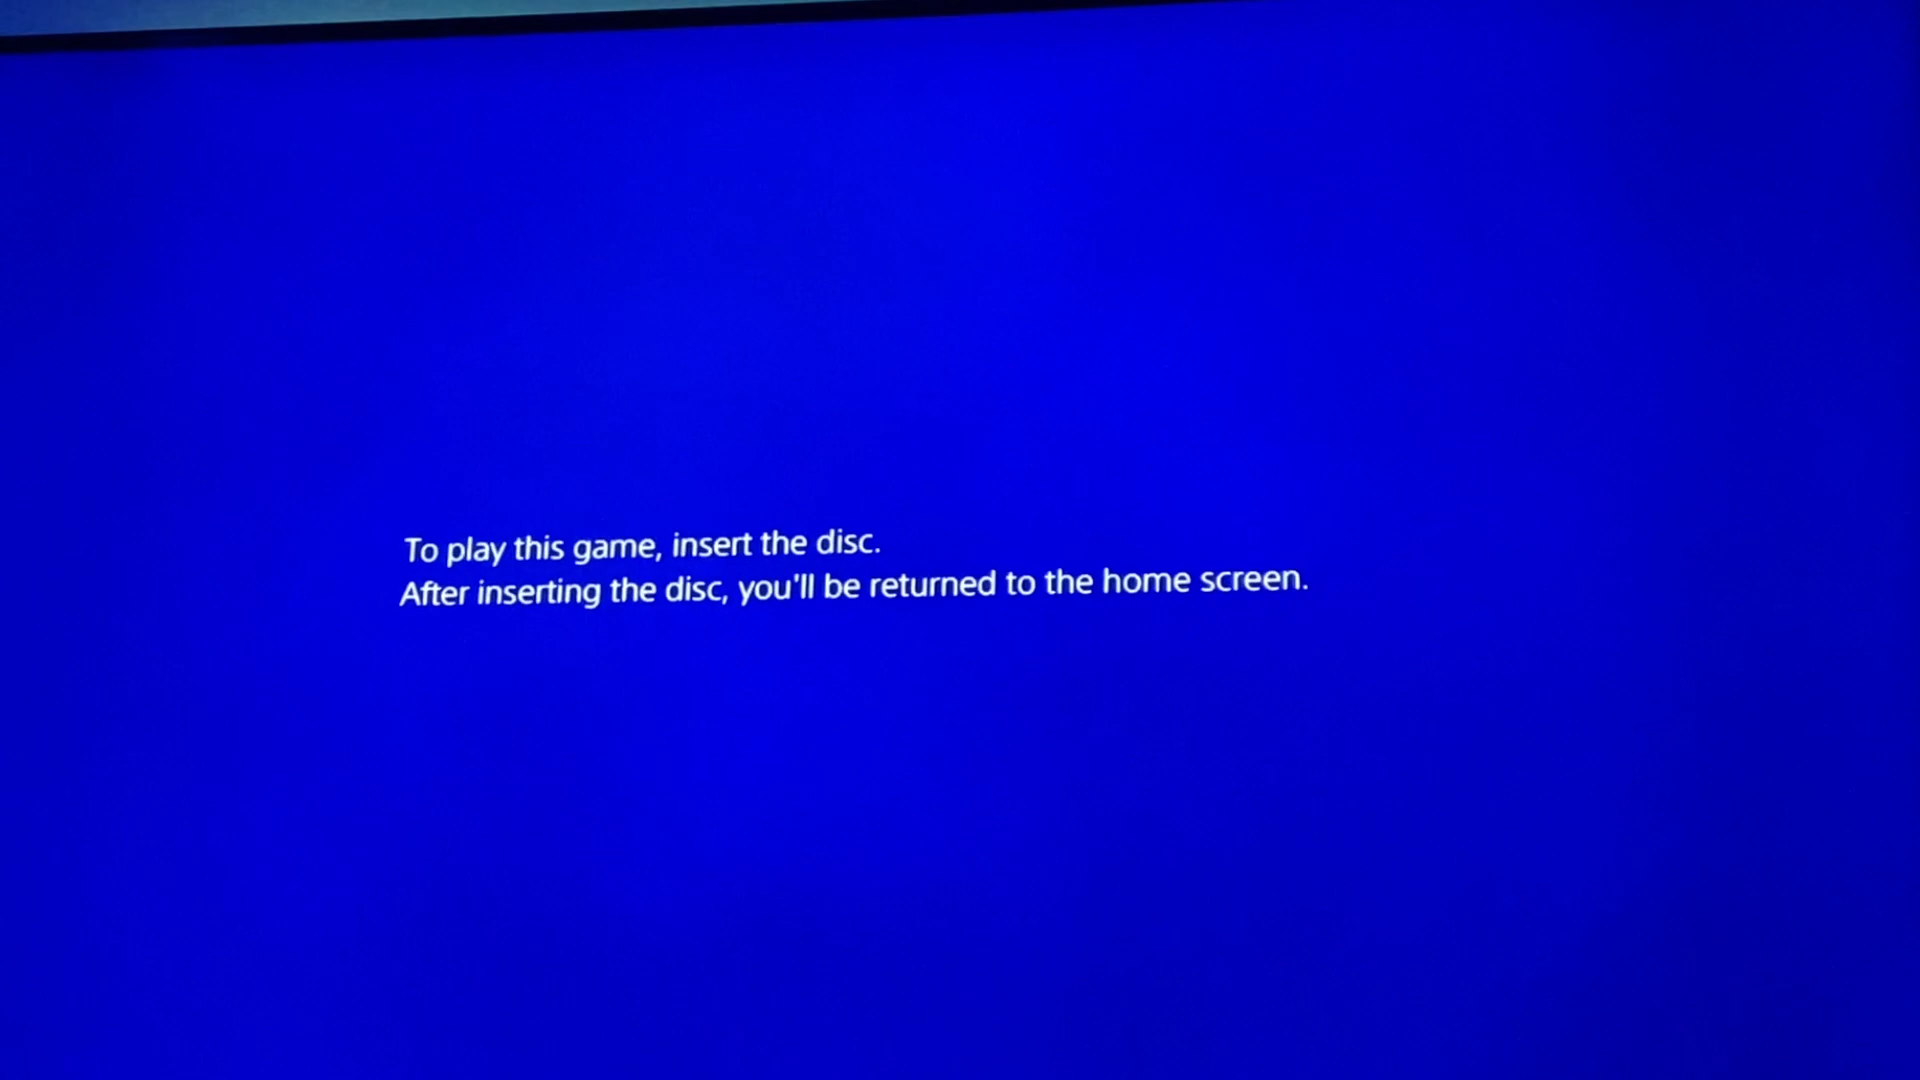 To play this game, insert the disc.
After inserting the disc, you'll be returned to the home screen.